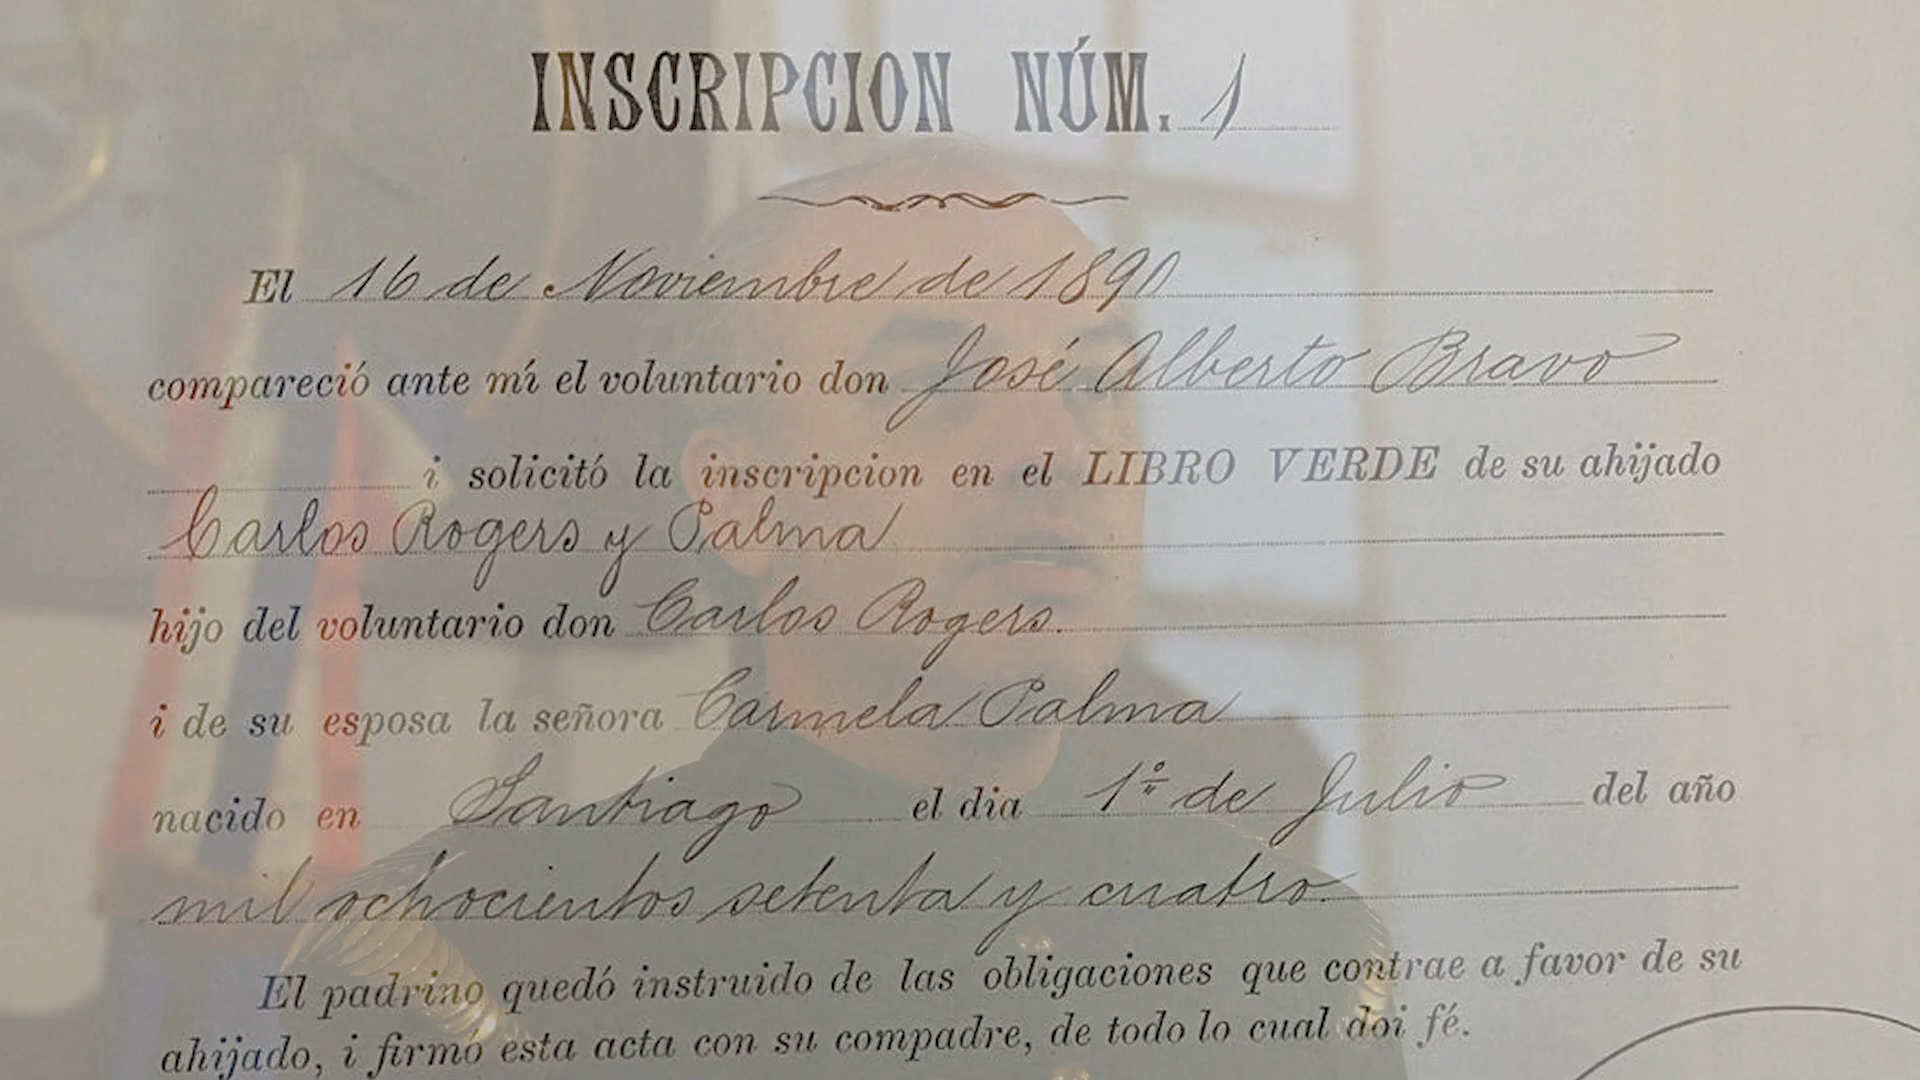 INSCRIPCION NÚM. 1
El 16 de Noviembre de 1890
compareció ante mí el voluntario don José Alberto Bravo
i solicitó la inscripcion en el LIBRO VERDE de su ahijado
Carlos Rogers y Palma
hijo del voluntario don Carlos Rogers.
i de su esposa la señora Carmela Palma
nacido en Santiago el dia 1º de Julio del año
mil ochocientos setenta y cuatro.
El padrino quedó instruido de las obligaciones que contrae a favor de su
ahijado, i firmó esta acta con su compadre, de todo lo cual doi fé.